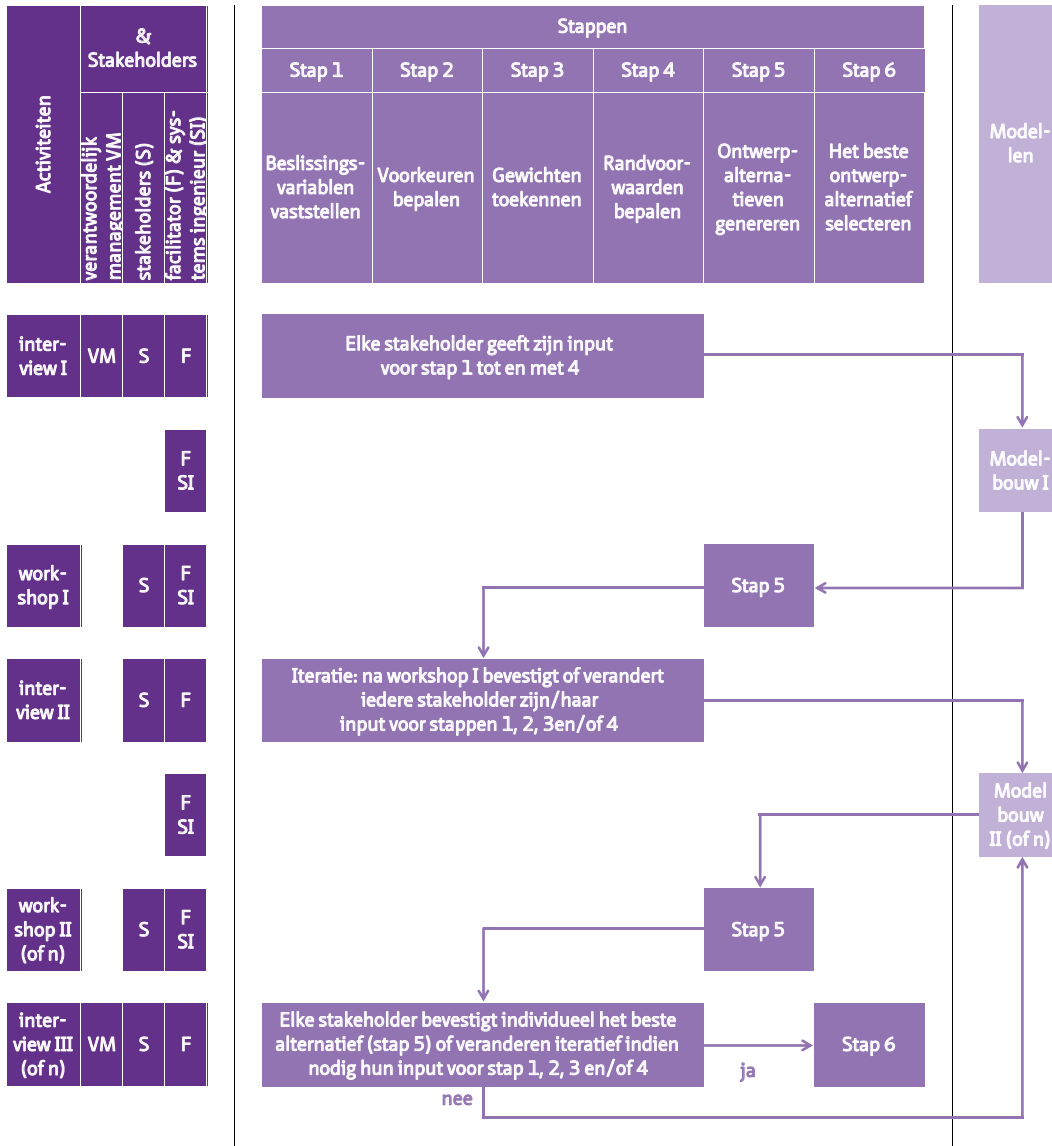 Activiteiten
&
Stakeholders
verantwoordelijk
management VM
stakeholders (S)
facilitator (F) & sys-
tems ingenieur (SI)
Stappen
Stap 1
Stap 2
Stap 3
Stap 4
Stap 5
Stap 6
Beslissings-
variablen
vaststellen
Voorkeuren
bepalen
Gewichten
toekennen
Randvoor-
waarden
bepalen
Ontwerp-
alterna-
tieven
genereren
Het beste
ontwerp-
alternatief
selecteren
Model-
len
inter-
view I
VM
S
F
Elke stakeholder geeft zijn input
voor stap 1 tot en met 4
F
SI
Model-
bouw I
work-
shop I
S
F
SI
Stap 5
inter-
view II
S
F
Iteratie: na workshop I bevestigt of verandert
iedere stakeholder zijn/haar
input voor stappen 1, 2, 3en/of 4
F
SI
Model
bouw
II (of n)
work-
shop II
(of n)
S
F
SI
Stap 5
inter-
view III
(of n)
VM
S
F
Elke stakeholder bevestigt individueel het beste
alternatief (stap 5) of veranderen iteratief indien
nodig hun input voor stap 1, 2, 3 en/of 4
ja
Stap 6
nee